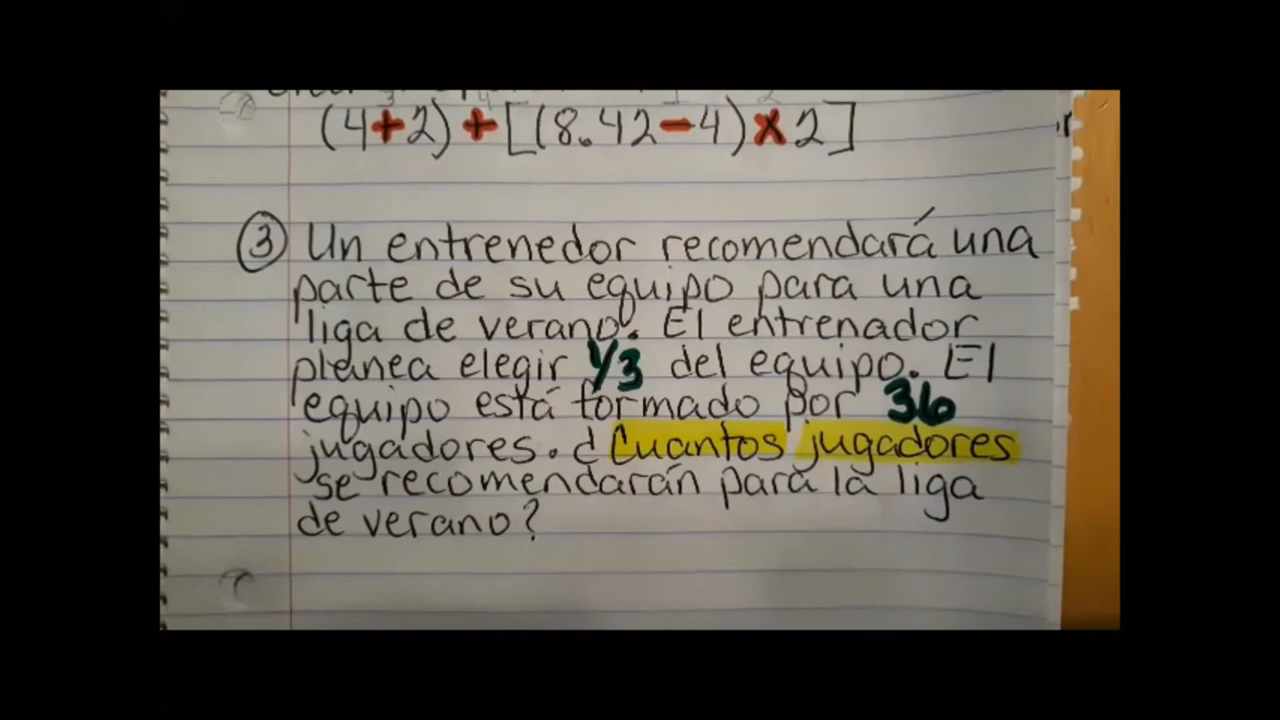 (4+2)+[(8.42-4)x2]
③ Un entrenedor recomendará una
parte de su equipo para una
liga de verano. El entrenador
planea elegir 1/3 del equipo. El
equipo está formado por 36
jugadores. ¿Cuantos jugadores
se recomendarán para la liga
de verano?